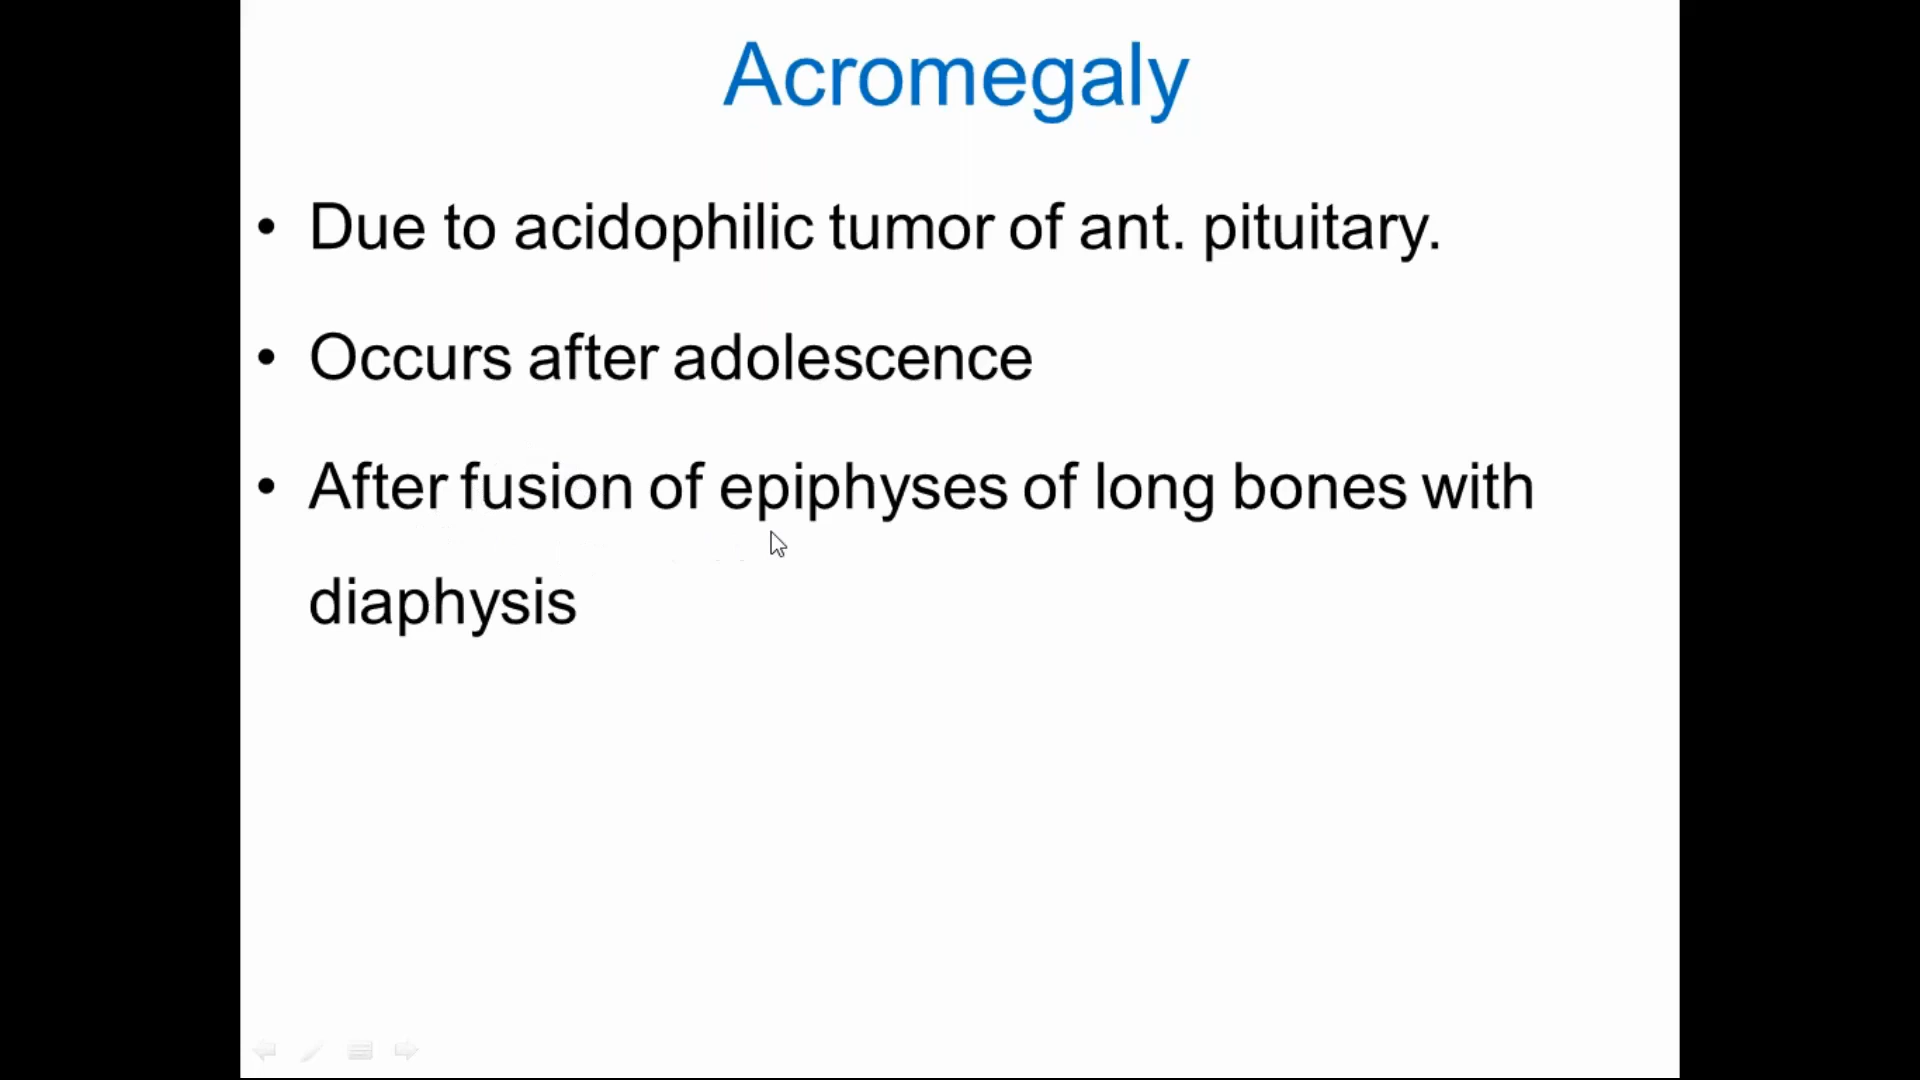 Acromegaly
• Due to acidophilic tumor of ant. pituitary.
• Occurs after adolescence
• After fusion of epiphyses of long bones with
diaphysis